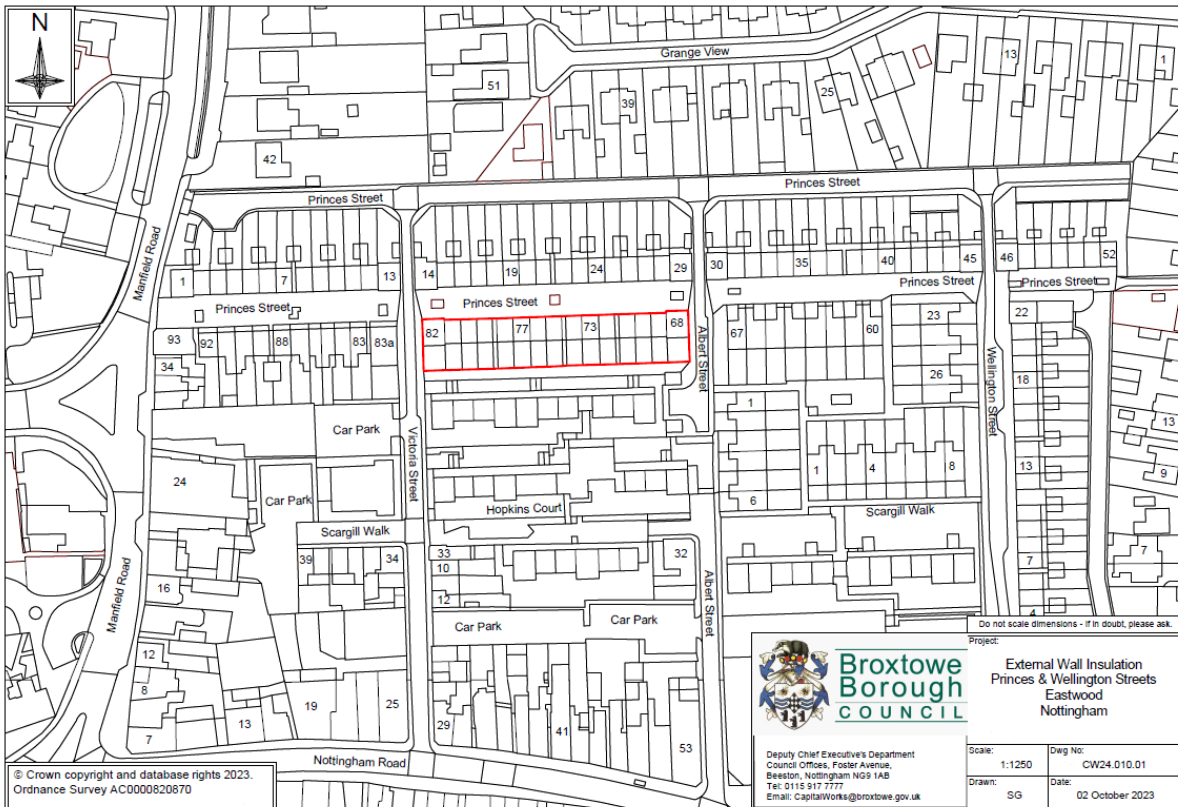 N
Grange View
13
1
51
39
25
42
Princes Street
Princes Street
Manfield Road
1
7
13
14
19
24
29
30
35
40
45
46
52
Princes Street
Princes Street
Princes Street
Princes Street
82
77
73
68
Albert Street
67
60
23
22
93
92
88
83
83a
34
26
18
Wellington Street
Victoria Street
Car Park
1
13
24
Car Park
1
4
8
13
9
6
Hopkins Court
Scargill Walk
Scargill Walk
39
34
33
32
10
7
7
Manfield Road
16
12
Albert Street
4
Car Park
Car Park
12
8
19
25
29
41
13
7
53
Nottingham Road
© Crown copyright and database rights 2023.
Ordnance Survey AC0000820870
Do not scale dimensions - if in doubt, please ask.
Broxtowe
Borough
COUNCIL
Deputy Chief Executive's Department
Council Offices, Foster Avenue,
Beeston, Nottingham NG9 1AB
Tel: 0115 917 7777
Email: CapitalWorks@broxtowe.gov.uk
Project:
External Wall Insulation
Princes & Wellington Streets
Eastwood
Nottingham
Scale:
1:1250
Dwg No:
CW24.010.01
Drawn:
SG
Date:
02 October 2023